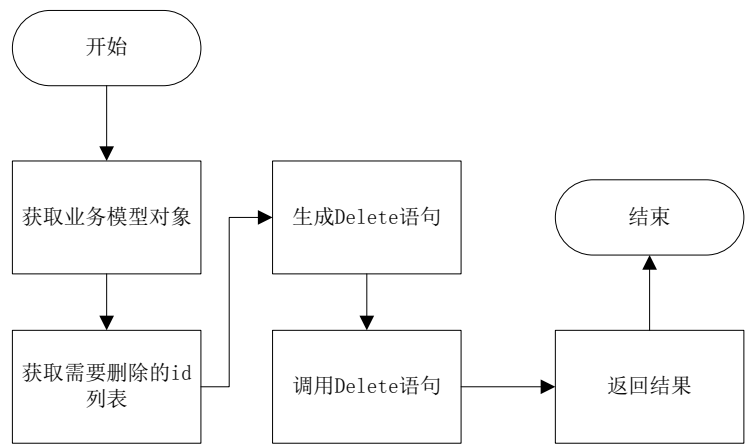 开始
获取业务模型对象
获取需要删除的id
列表
生成Delete语句
调用Delete语句
返回结果
结束